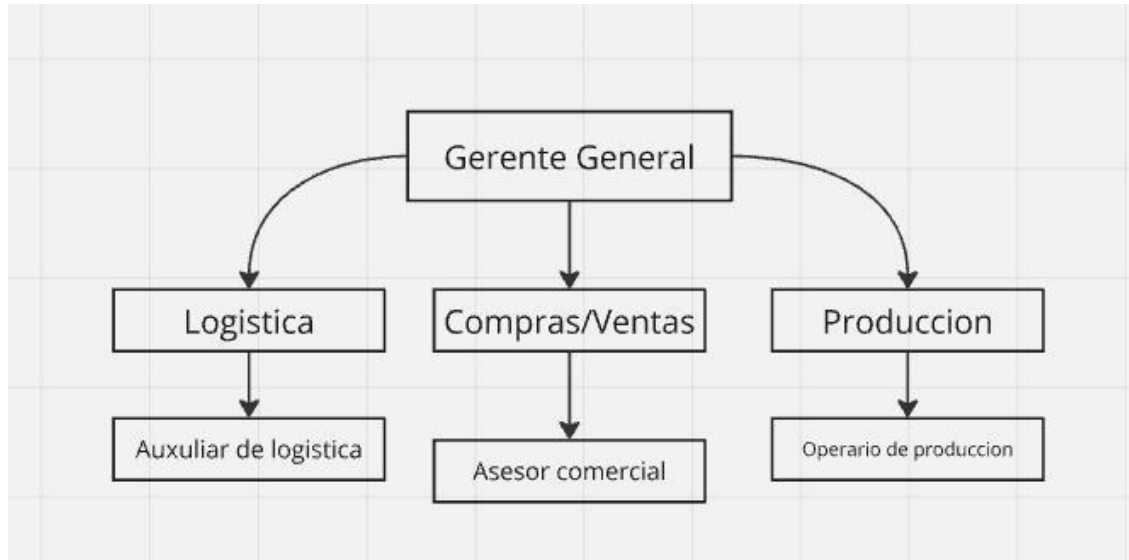 Gerente General
Logistica
Compras/Ventas
Produccion
Auxuliar de logistica
Asesor comercial
Operario de produccion